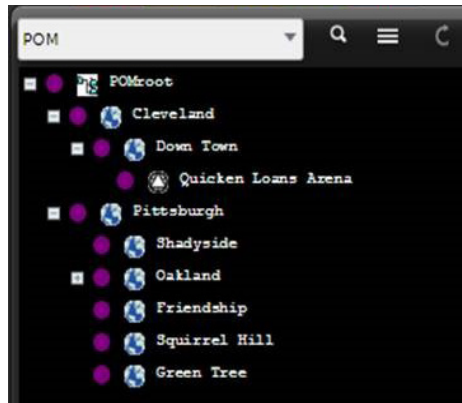 POM
POMroot
Cleveland
Down Town
Quicken Loans Arena
Pittsburgh
Shadyside
Oakland
Friendship
Squirrel Hill
Green Tree